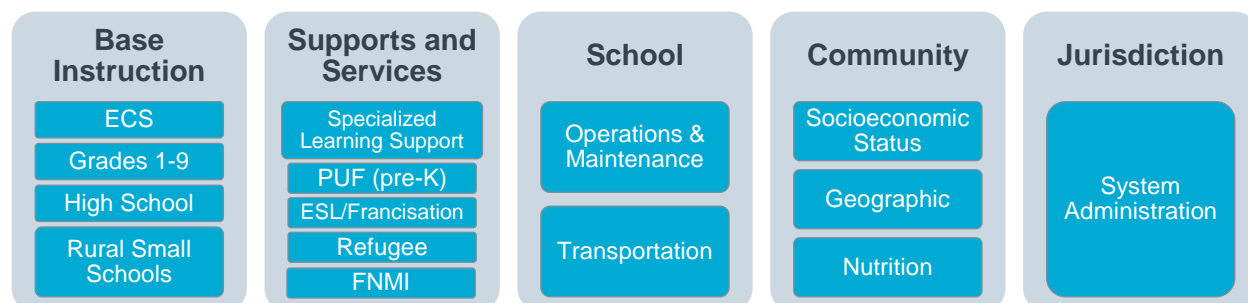 Base
Instruction
ECS
Grades 1-9
High School
Rural Small
Schools
Supports and
Services
Specialized
Learning Support
PUF (pre-K)
ESL/Francisation
Refugee
FNMI
School
Operations &
Maintenance
Transportation
Community
Socioeconomic
Status
Geographic
Nutrition
Jurisdiction
System
Administration